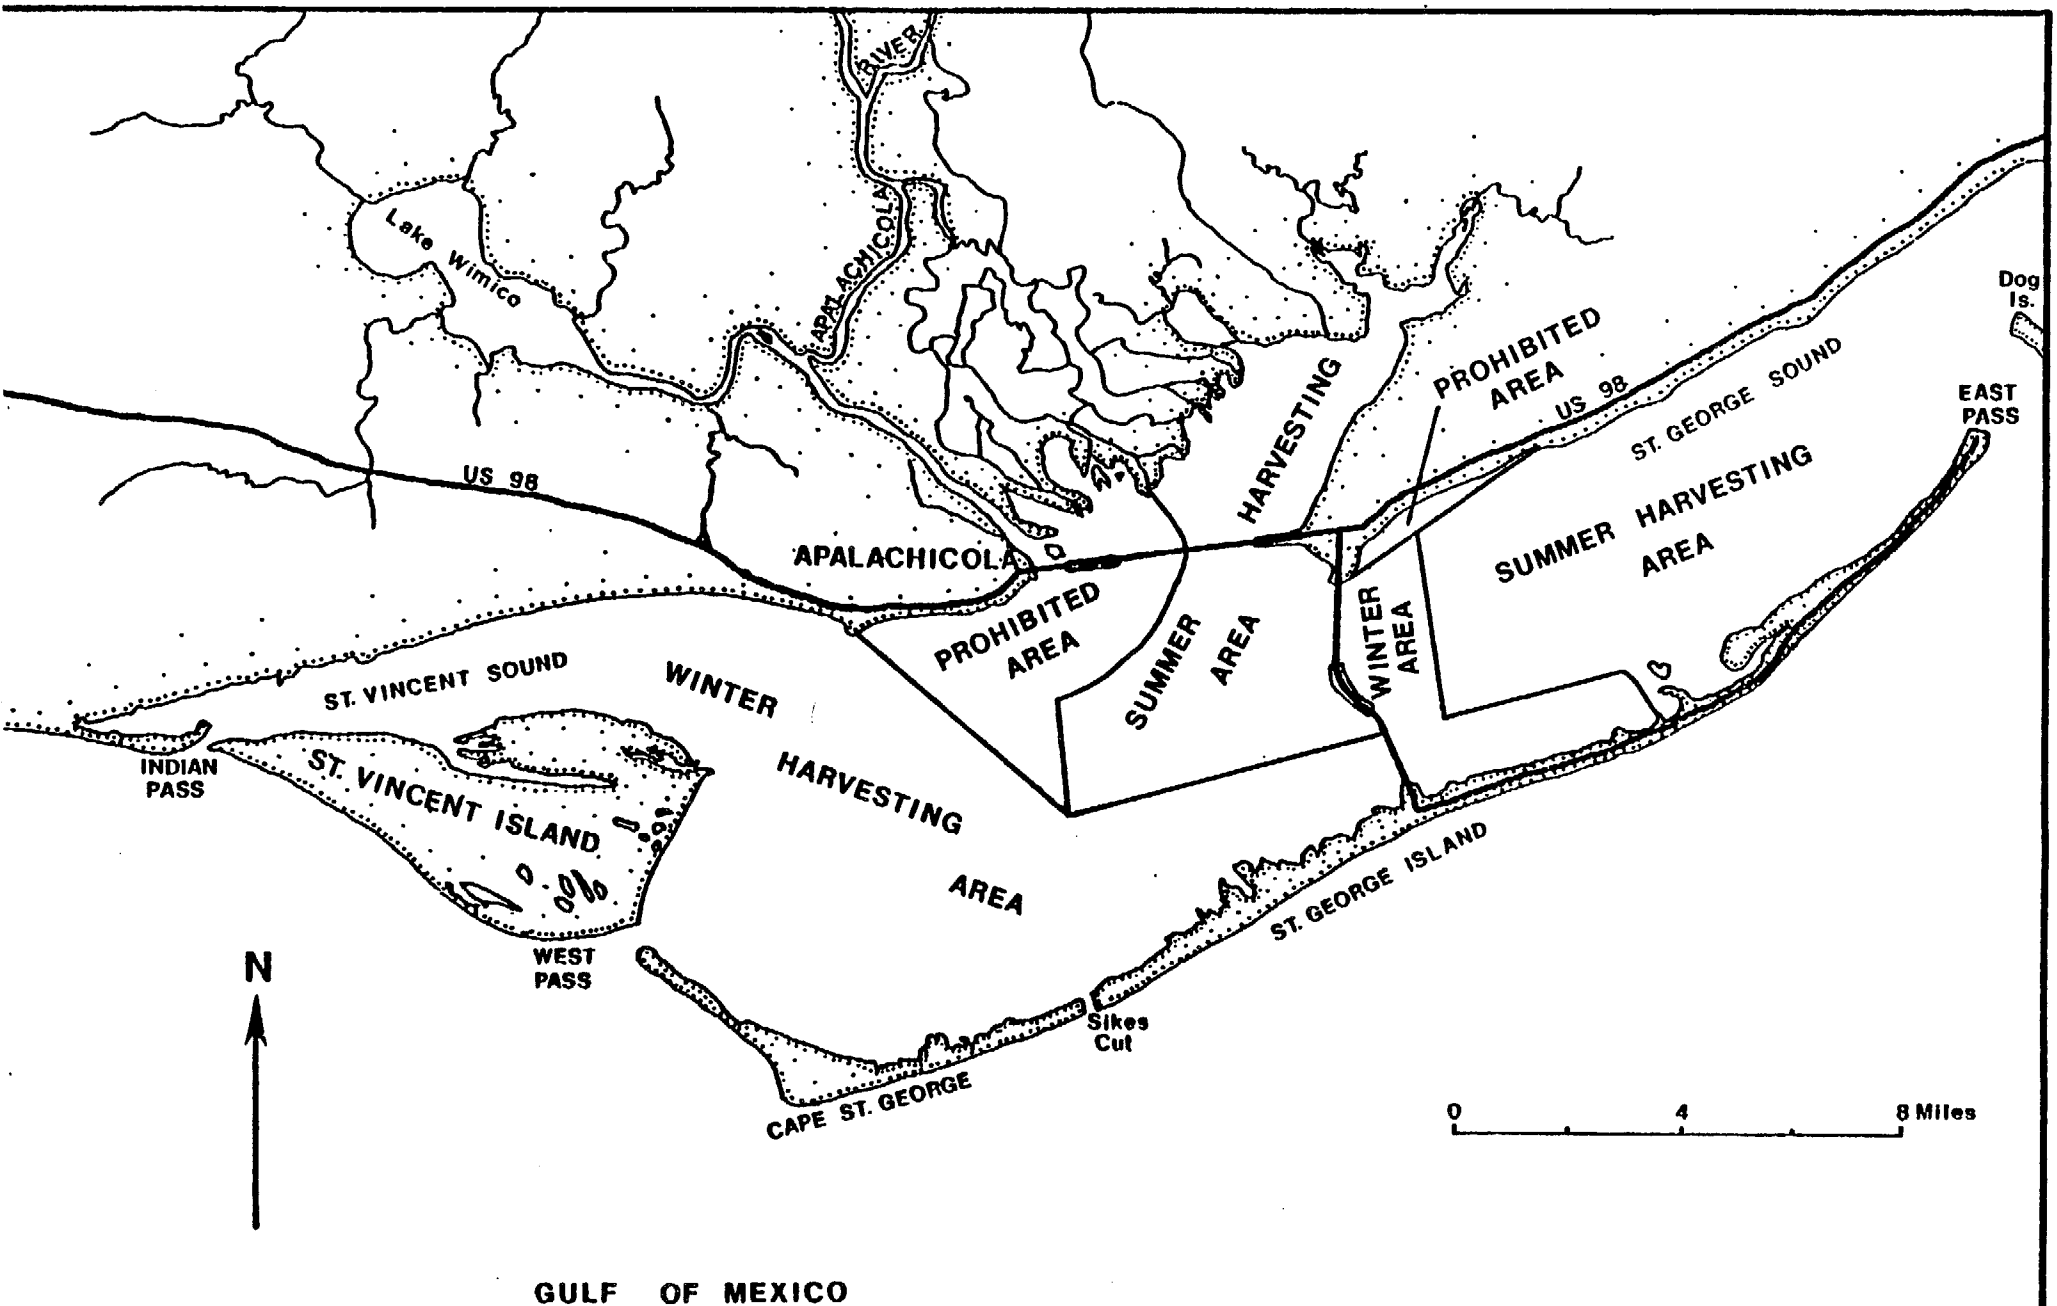 RIVER
APALACHICOLA
Lake Wimico
Dog
Is.
PROHIBITED
AREA
US 98
ST. GEORGE SOUND
EAST
PASS
HARVESTING
SUMMER HARVESTING
AREA
US 98
APALACHICOLA
PROHIBITED
AREA
SUMMER
AREA
WINTER
AREA
ST. VINCENT SOUND
WINTER
HARVESTING
AREA
INDIAN
PASS
ST. VINCENT ISLAND
ST. GEORGE ISLAND
WEST
PASS
N
Sikes
Cut
CAPE ST. GEORGE
0 4 8 Miles
GULF OF MEXICO